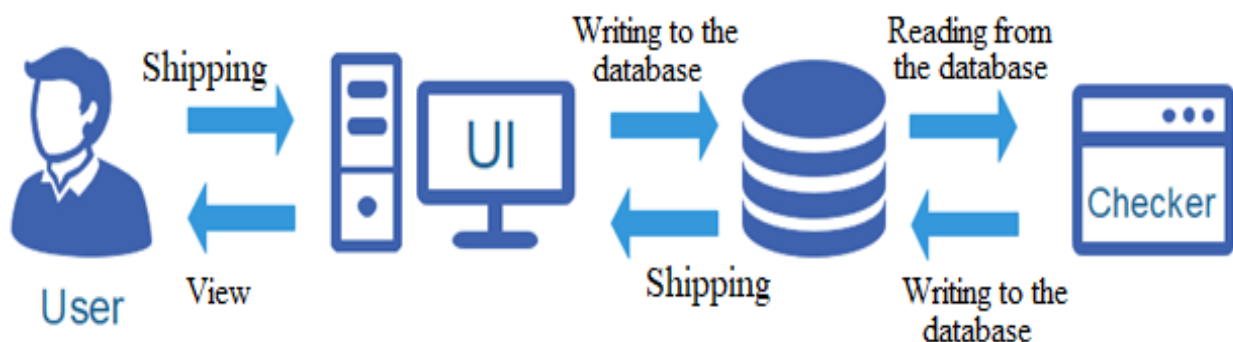 Shipping
Writing to the
database
Reading from
the database
UI
Checker
View
Shipping
Writing to the
database
User